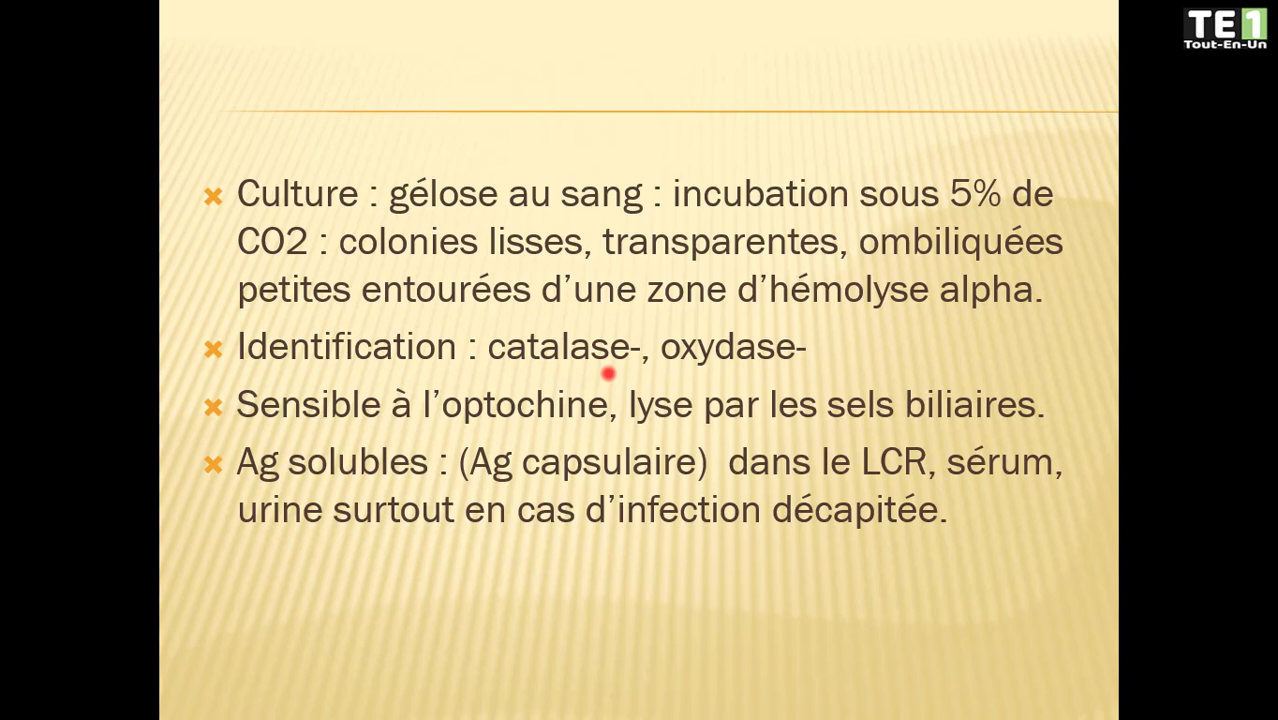 TE1
Tout-En-Un
Culture : gélose au sang : incubation sous 5% de
CO2 : colonies lisses, transparentes, ombiliquées
petites entourées d’une zone d’hémolyse alpha.
Identification : catalase-, oxydase-
Sensible à l’optochine, lyse par les sels biliaires.
Ag solubles : (Ag capsulaire) dans le LCR, sérum,
urine surtout en cas d’infection décapitée.